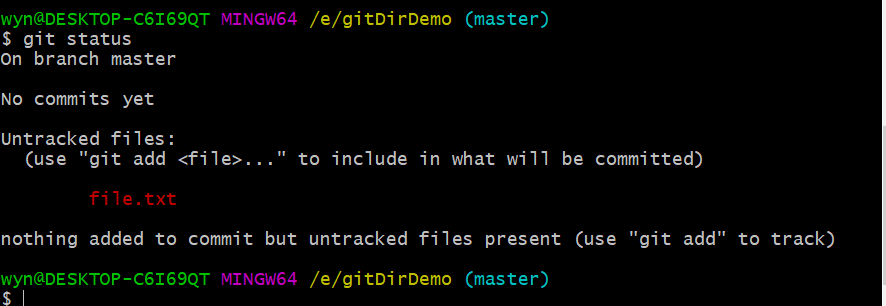 wyn@DESKTOP-C6I69QT MINGW64 /e/gitDirDemo (master)
$ git status
On branch master
No commits yet
Untracked files:
(use "git add <file>..." to include in what will be committed)
file.txt
nothing added to commit but untracked files present (use "git add" to track)
wyn@DESKTOP-C6I69QT MINGW64 /e/gitDirDemo (master)
$